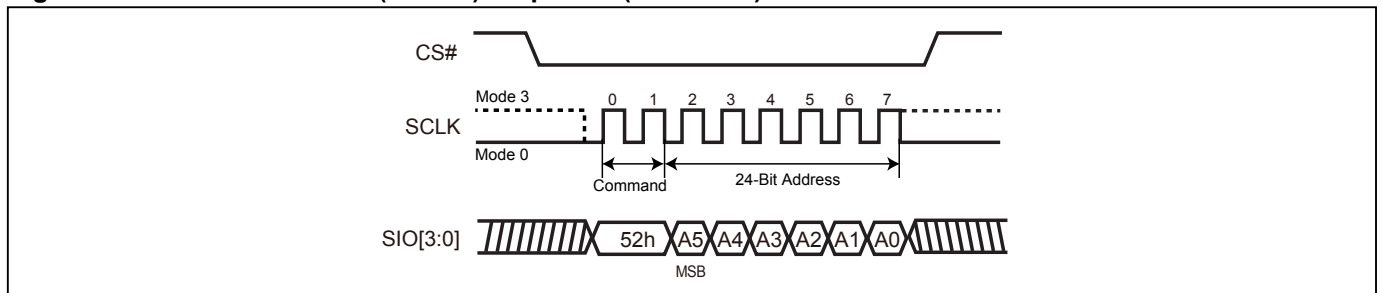 CS#
Mode 3
0 1 2 3 4 5 6 7
SCLK
Mode 0
Command
24-Bit Address
SIO[3:0]
52h A5 A4 A3 A2 A1 A0
MSB